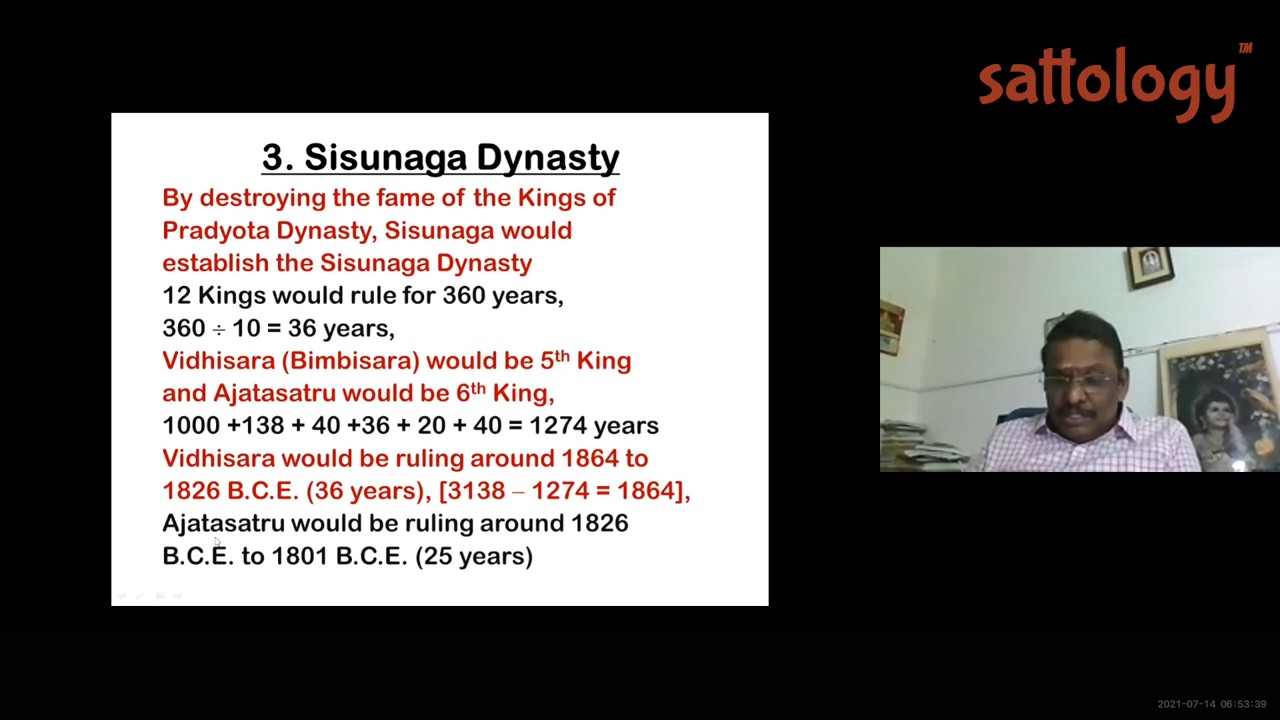 sattology™
3. Sisunaga Dynasty
By destroying the fame of the Kings of
Pradyota Dynasty, Sisunaga would
establish the Sisunaga Dynasty
12 Kings would rule for 360 years,
360 ÷ 10 = 36 years,
Vidhisara (Bimbisara) would be 5th King
and Ajatasatru would be 6th King,
1000 +138 + 40 +36 + 20 + 40 = 1274 years
Vidhisara would be ruling around 1864 to
1826 B.C.E. (36 years), [3138 – 1274 = 1864],
Ajatasatru would be ruling around 1826
B.C.E. to 1801 B.C.E. (25 years)
2021-07-14 06:53:39